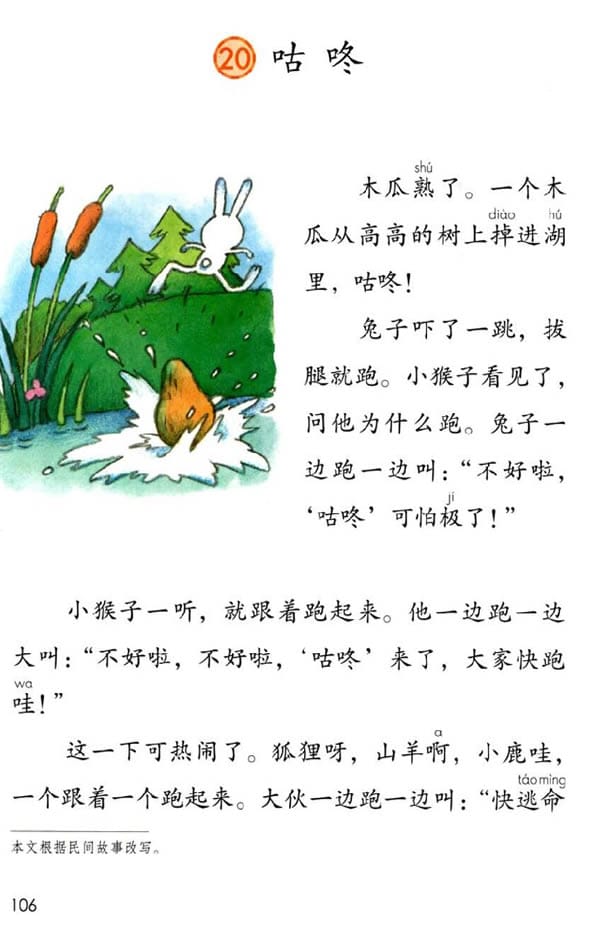 20 咕咚
shú
木瓜熟了。一个木
diào hú
瓜从高高的树上掉进湖
里，咕咚！
兔子吓了一跳，拔
腿就跑。小猴子看见了，
问他为什么跑。兔子一
边跑一边叫：“不好啦，
jí
‘咕咚’可怕极了！”
小猴子一听，就跟着跑起来。他一边跑一边
大叫：“不好啦，不好啦，‘咕咚’来了，大家快跑
wa
哇！”
a
这一下可热闹了。狐狸呀，山羊啊，小鹿哇，
一个跟着一个跑起来。大伙一边跑一边叫：“快逃命
táo mìng
本文根据民间故事改写。
106